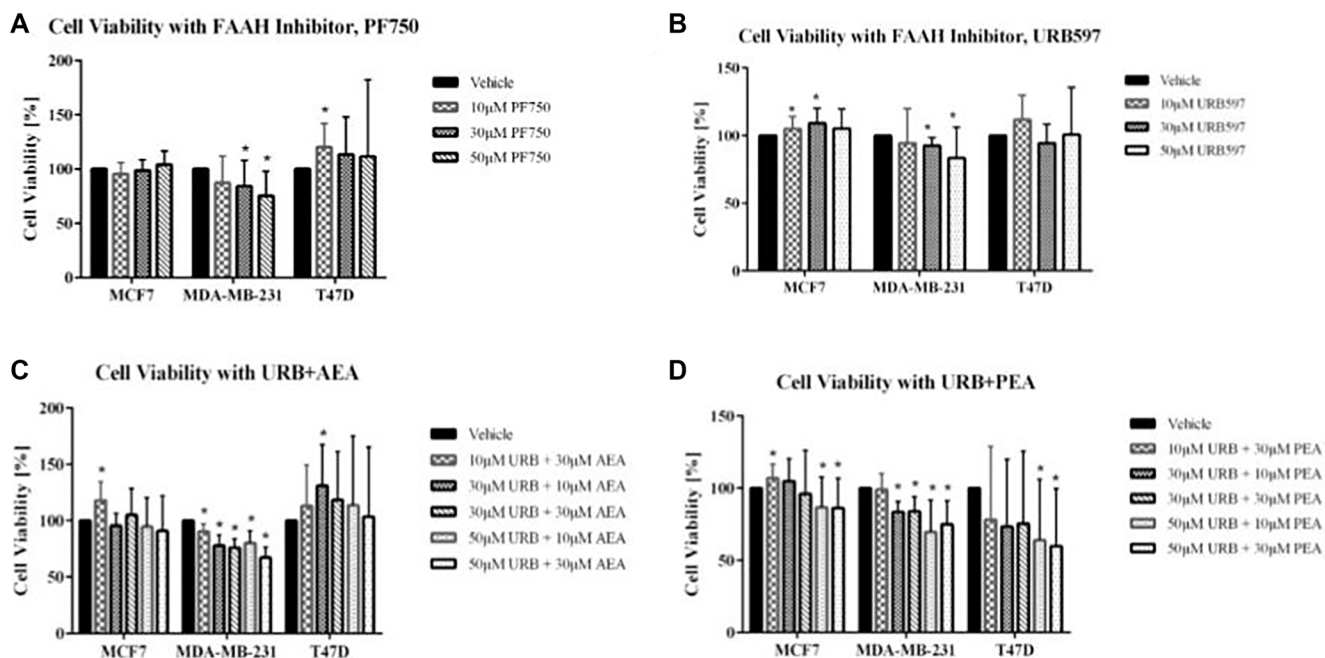 A
Cell Viability with FAAH Inhibitor, PF750
Cell Viability [%]
200
150
100
50
0
* * *
MCF7 MDA-MB-231 T47D
Vehicle
10μM PF750
30μM PF750
50μM PF750
B
Cell Viability with FAAH Inhibitor, URB597
Cell Viability [%]
150
100
50
0
* * * *
MCF7 MDA-MB-231 T47D
Vehicle
10μM URB597
30μM URB597
50μM URB597
C
Cell Viability with URB+AEA
Cell Viability [%]
200
150
100
50
0
* * * * * * *
MCF7 MDA-MB-231 T47D
Vehicle
10μM URB + 30μM AEA
30μM URB + 10μM AEA
30μM URB + 30μM AEA
50μM URB + 10μM AEA
50μM URB + 30μM AEA
D
Cell Viability with URB+PEA
Cell Viability [%]
150
100
50
0
* * * * * * * * *
MCF7 MDA-MB-231 T47D
Vehicle
10μM URB + 30μM PEA
30μM URB + 10μM PEA
30μM URB + 30μM PEA
50μM URB + 10μM PEA
50μM URB + 30μM PEA